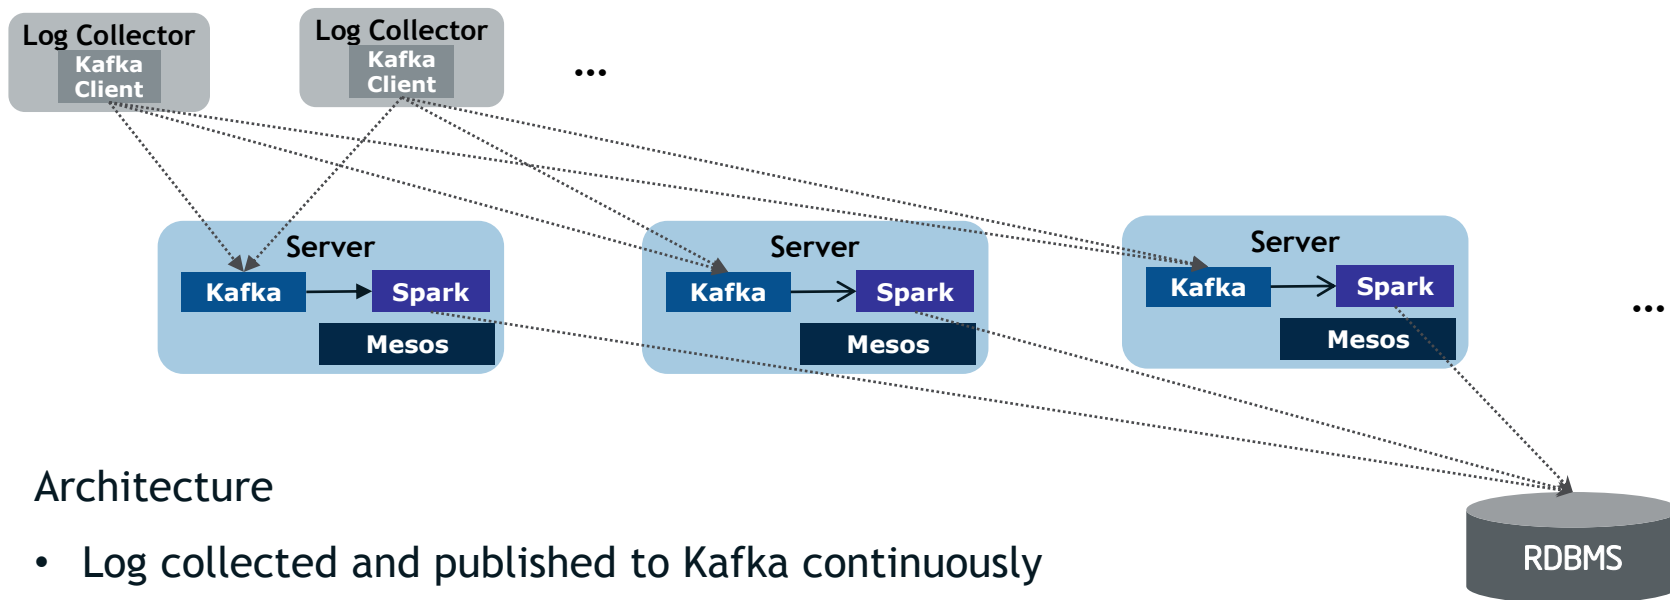 Log Collector
Kafka
Client
Log Collector
Kafka
Client
...
Server
Kafka
Spark
Mesos
Server
Kafka
Spark
Mesos
Server
Kafka
Spark
Mesos
...
Architecture
• Log collected and published to Kafka continuously
RDBMS